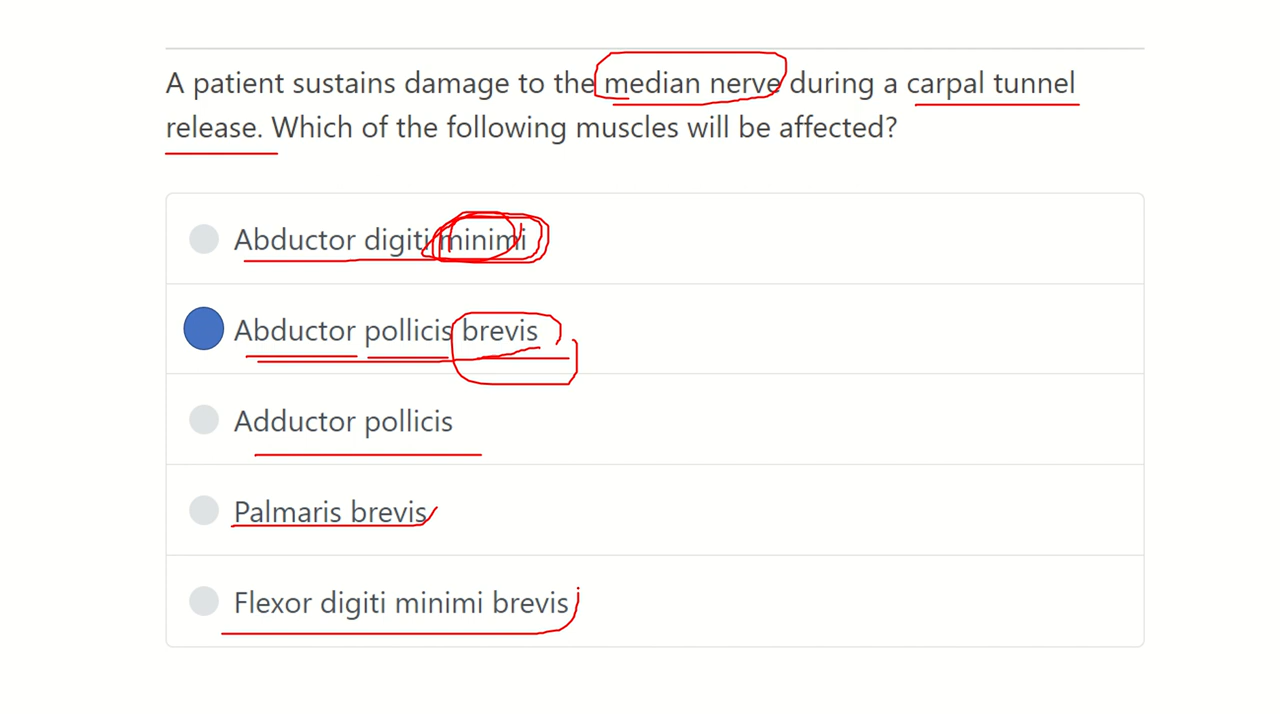 A patient sustains damage to the median nerve during a carpal tunnel
release. Which of the following muscles will be affected?
Abductor digiti minimi
Abductor pollicis brevis
Adductor pollicis
Palmaris brevis
Flexor digiti minimi brevis